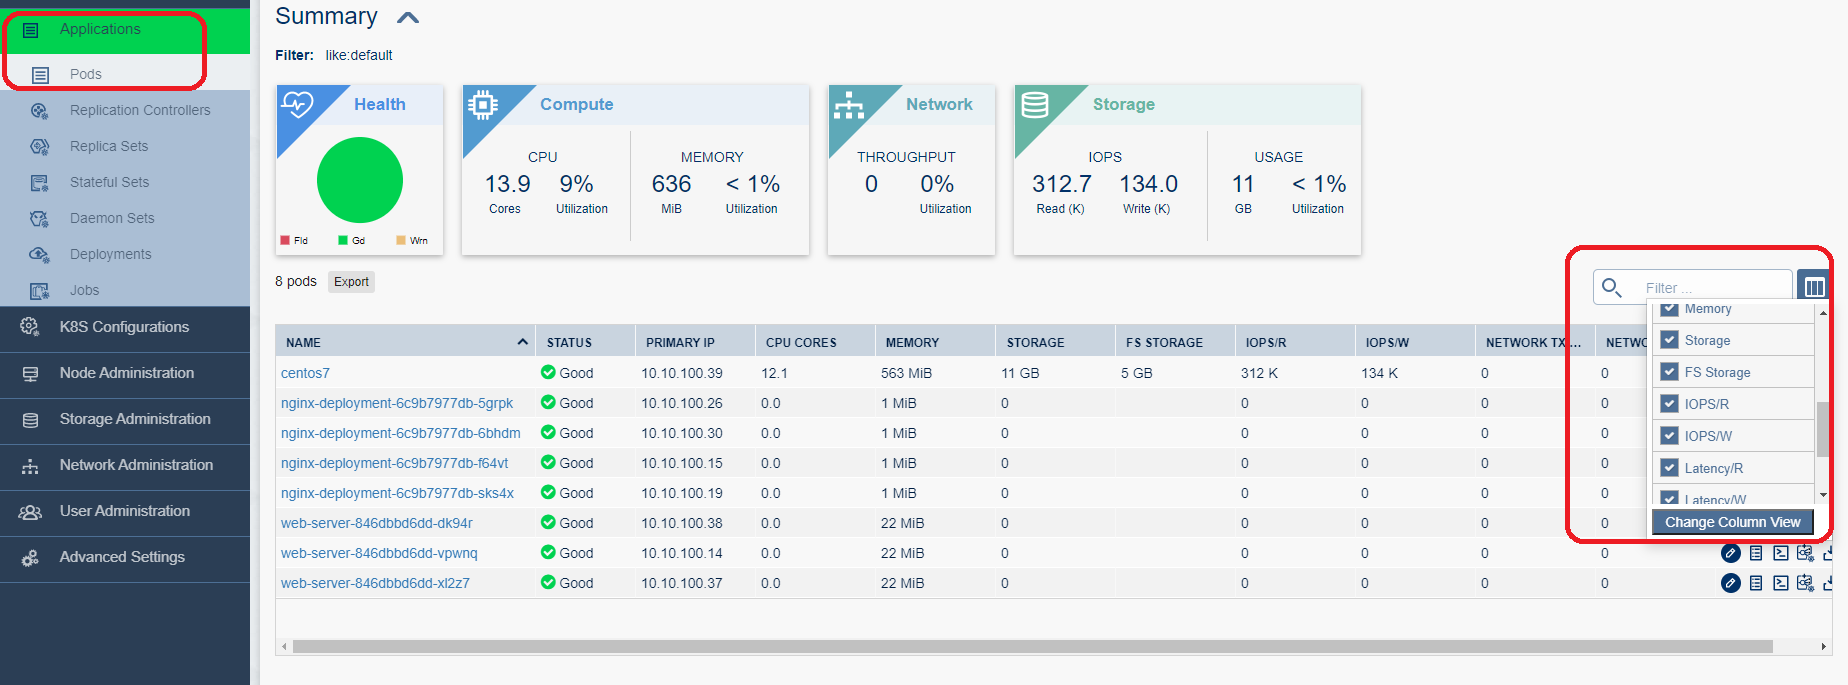 Applications
Pods
Replication Controllers
Replica Sets
Stateful Sets
Daemon Sets
Deployments
Jobs
K8S Configurations
Node Administration
Storage Administration
Network Administration
User Administration
Advanced Settings
Summary
Filter: like:default
Health
Fld Gd Wrn
Compute
CPU MEMORY
13.9 9% 636 < 1%
Cores Utilization MiB Utilization
Network
THROUGHPUT
0 0%
Utilization
Storage
IOPS USAGE
312.7 134.0 11 < 1%
Read (K) Write (K) GB Utilization
8 pods Export
Filter ...
Memory
Storage
FS Storage
IOPS/R
IOPS/W
Latency/R
Latency/W
Change Column View
NAME STATUS PRIMARY IP CPU CORES MEMORY STORAGE FS STORAGE IOPS/R IOPS/W NETWORK TX ... NETWO
centos7 Good 10.10.100.39 12.1 563 MiB 11 GB 5 GB 312 K 134 K 0 0
nginx-deployment-6c9b7977db-5grpk Good 10.10.100.26 0.0 1 MiB 0 0 0 0 0
nginx-deployment-6c9b7977db-6bhdm Good 10.10.100.30 0.0 1 MiB 0 0 0 0 0
nginx-deployment-6c9b7977db-f64vt Good 10.10.100.15 0.0 1 MiB 0 0 0 0 0
nginx-deployment-6c9b7977db-sks4x Good 10.10.100.19 0.0 1 MiB 0 0 0 0 0
web-server-846dbbd6dd-dk94r Good 10.10.100.38 0.0 22 MiB 0 0 0 0 0
web-server-846dbbd6dd-vpwnq Good 10.10.100.14 0.0 22 MiB 0 0 0 0 0
web-server-846dbbd6dd-xl2z7 Good 10.10.100.37 0.0 22 MiB 0 0 0 0 0